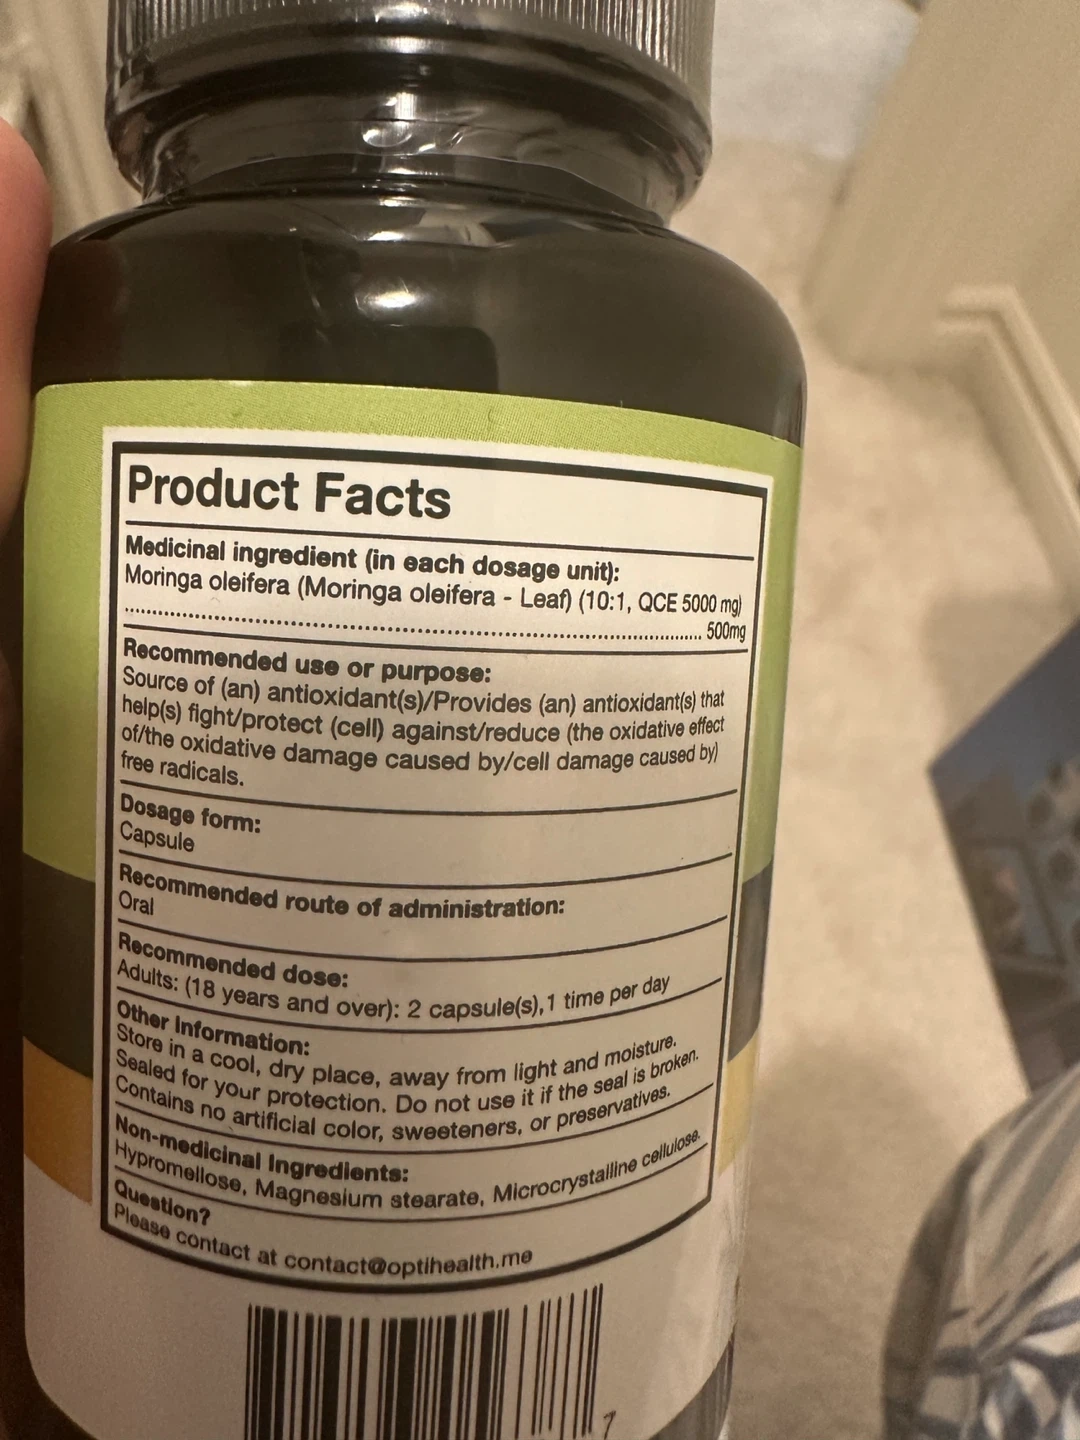 Product Facts
Medicinal ingredient (in each dosage unit):
Moringa oleifera (Moringa oleifera - Leaf) (10:1, QCE 5000 mg)
........................................................................................ 500mg
Recommended use or purpose:
Source of (an) antioxidant(s)/Provides (an) antioxidant(s) that
help(s) fight/protect (cell) against/reduce (the oxidative effect
of/the oxidative damage caused by/cell damage caused by)
free radicals.
Dosage form:
Capsule
Recommended route of administration:
Oral
Recommended dose:
Adults: (18 years and over): 2 capsule(s),1 time per day
Other Information:
Store in a cool, dry place, away from light and moisture.
Sealed for your protection. Do not use it if the seal is broken.
Contains no artificial color, sweeteners, or preservatives.
Non-medicinal Ingredients:
Hypromellose, Magnesium stearate, Microcrystalline cellulose.
Question?
Please contact at contact@optihealth.me
7